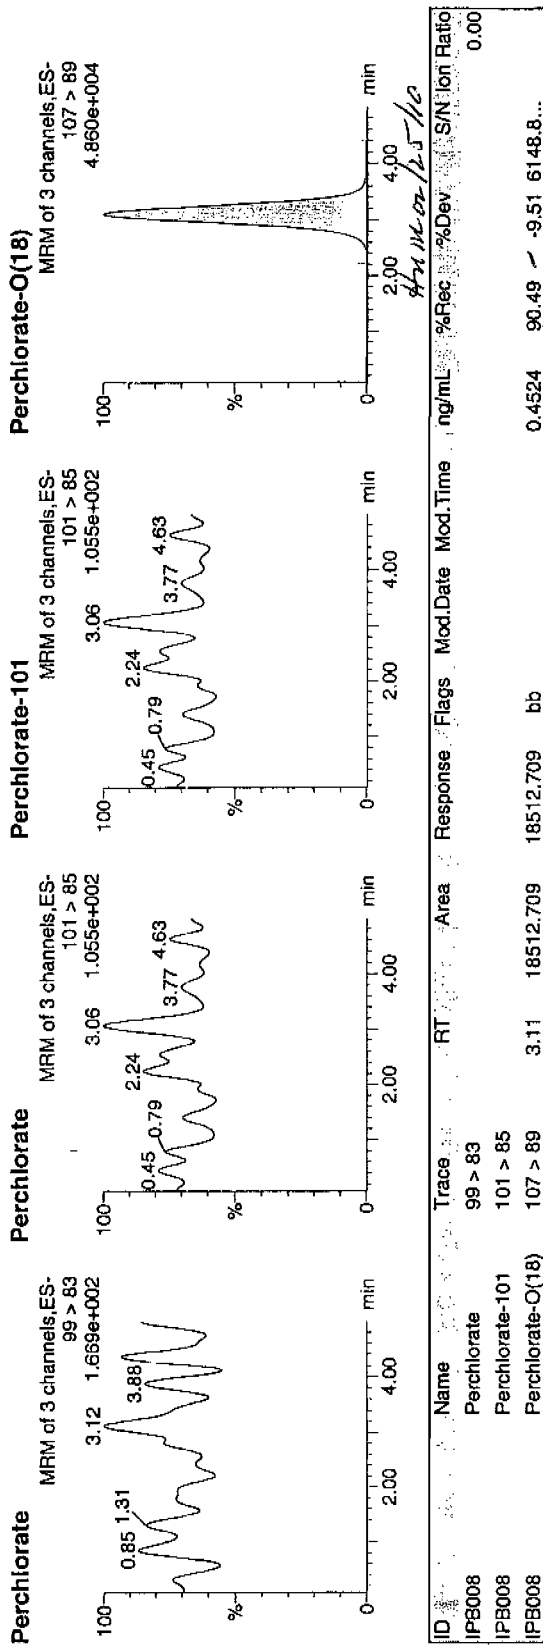 Perchlorate
MRM of 3 channels,ES-
99 > 83
1.669e+002
100
%
0
0.85
1.31
3.12
3.88
2.00
4.00
min
Perchlorate
MRM of 3 channels,ES-
101 > 85
1.055e+002
100
%
0
0.45
0.79
2.24
3.06
3.77
4.63
2.00
4.00
min
Perchlorate-101
MRM of 3 channels,ES-
101 > 85
1.055e+002
100
%
0
0.45
0.79
2.24
3.06
3.77
4.63
2.00
4.00
min
Perchlorate-O(18)
MRM of 3 channels,ES-
107 > 89
4.860e+004
100
%
0
2.00
4.00
min
02/25/10
ID Name Trace RT Area Response Flags Mod.Date Mod.Time ng/mL %Rec %Dev S/N Ion Ratio
IPB008 Perchlorate 99 > 83 0.00
IPB008 Perchlorate-101 101 > 85
IPB008 Perchlorate-O(18) 107 > 89 3.11 18512.709 18512.709 bb 0.4524 90.49 -9.51 6148.8...